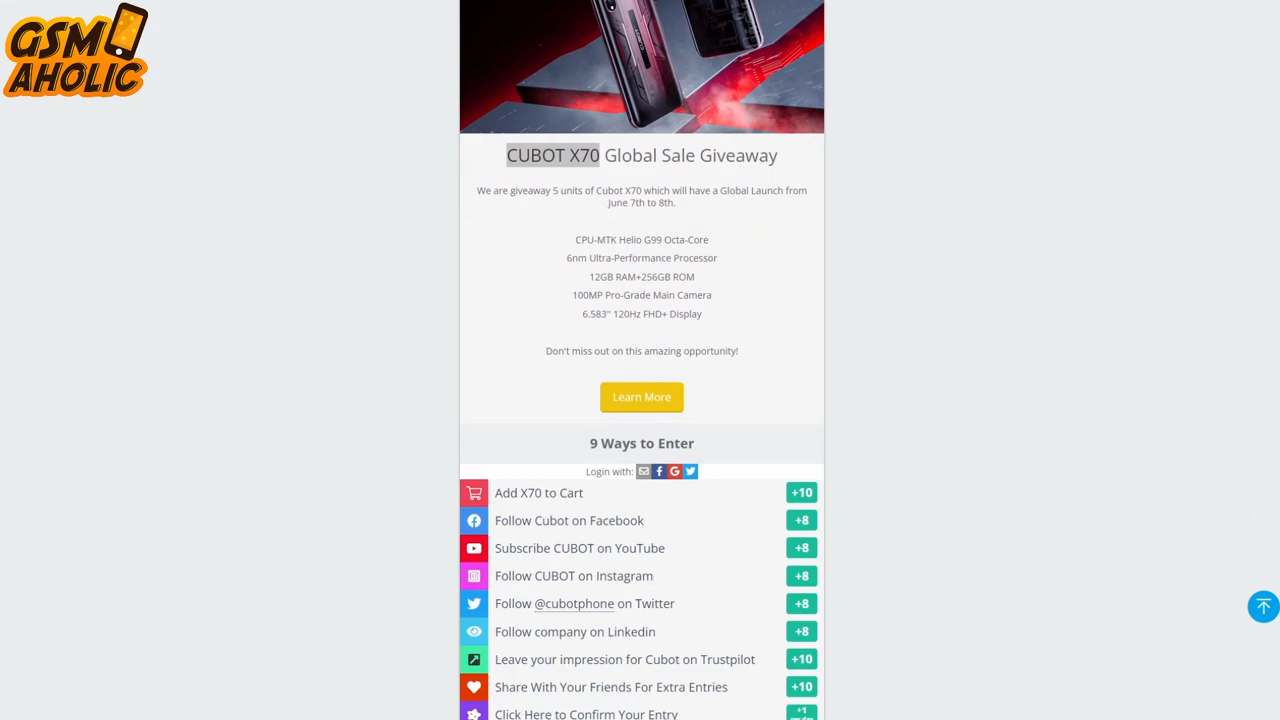 GSM
AHOLIC
CUBOT X70 Global Sale Giveaway
We are giveaway 5 units of Cubot X70 which will have a Global Launch from
June 7th to 8th.
CPU-MTK Helio G99 Octa-Core
6nm Ultra-Performance Processor
12GB RAM+256GB ROM
100MP Pro-Grade Main Camera
6.583'' 120Hz FHD+ Display
Don't miss out on this amazing opportunity!
Learn More
9 Ways to Enter
Login with:
Add X70 to Cart +10
Follow Cubot on Facebook +8
Subscribe CUBOT on YouTube +8
Follow CUBOT on Instagram +8
Follow @cubotphone on Twitter +8
Follow company on Linkedin +8
Leave your impression for Cubot on Trustpilot +10
Share With Your Friends For Extra Entries +10
Click Here to Confirm Your Entry +1